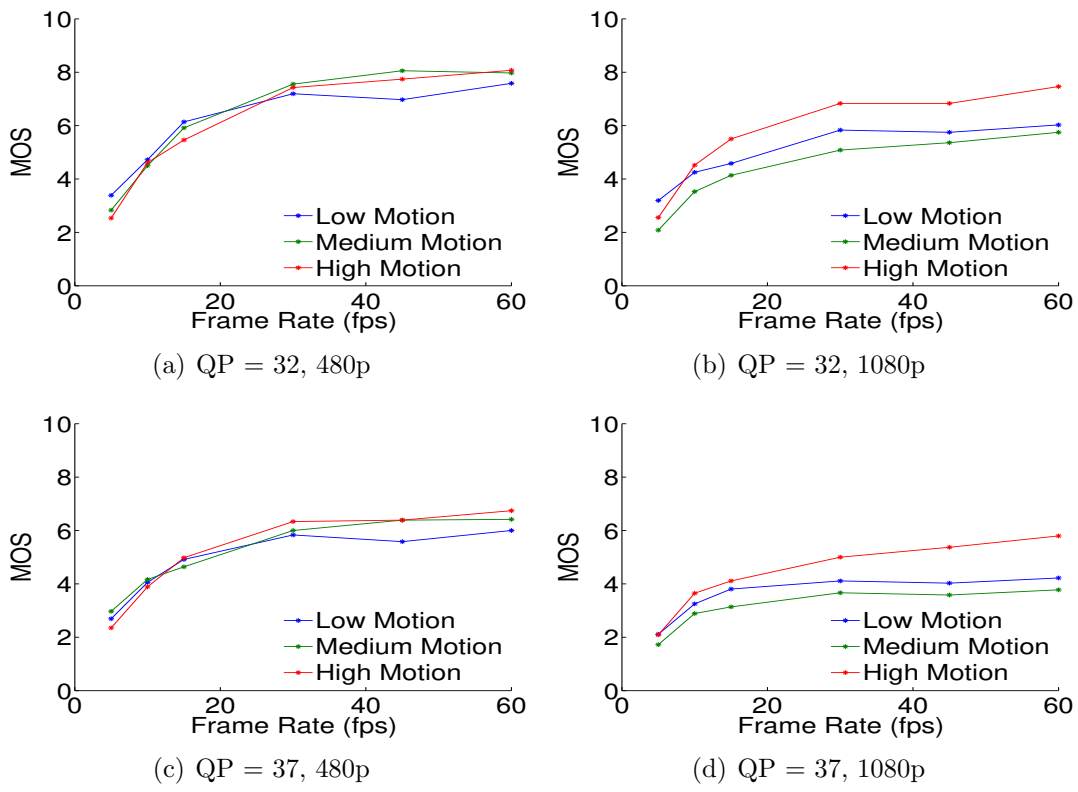 10
8
6
4
2
0
MOS
0
20
40
60
Frame Rate (fps)
Low Motion
Medium Motion
High Motion
(a) QP = 32, 480p
10
8
6
4
2
0
MOS
0
20
40
60
Frame Rate (fps)
Low Motion
Medium Motion
High Motion
(b) QP = 32, 1080p
10
8
6
4
2
0
MOS
0
20
40
60
Frame Rate (fps)
Low Motion
Medium Motion
High Motion
(c) QP = 37, 480p
10
8
6
4
2
0
MOS
0
20
40
60
Frame Rate (fps)
Low Motion
Medium Motion
High Motion
(d) QP = 37, 1080p